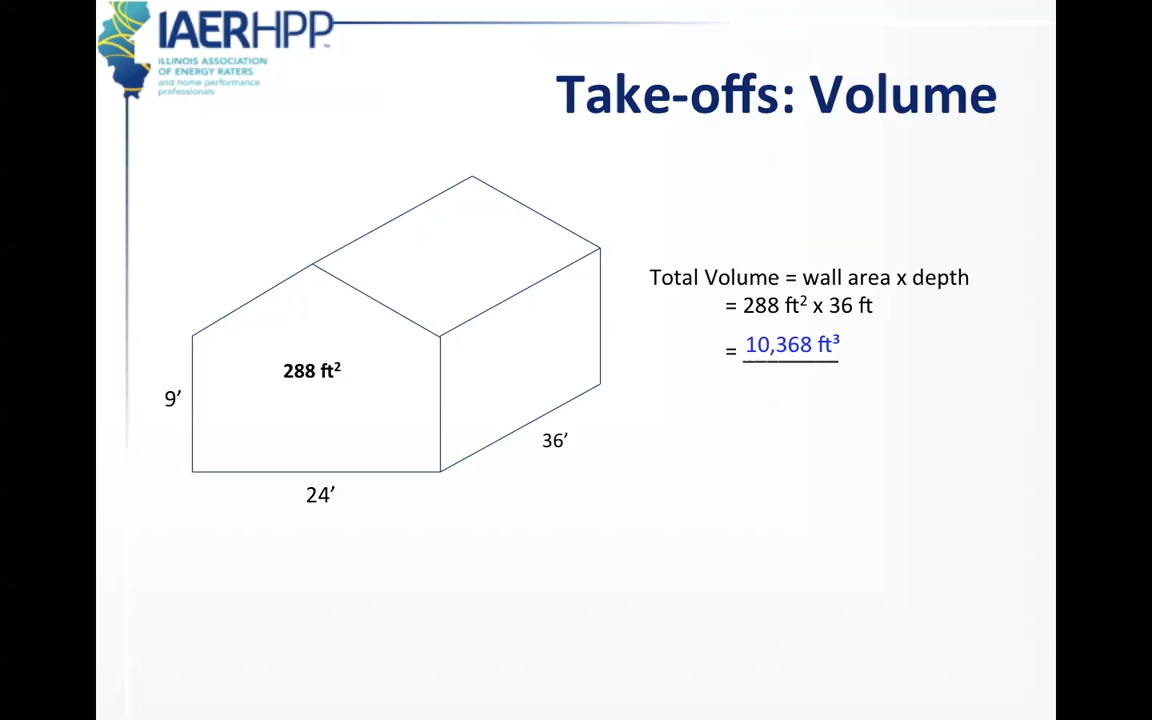 IAERHPP™
ILLINOIS ASSOCIATION
OF ENERGY RATERS
and home performance
professionals
Take-offs: Volume
Total Volume = wall area x depth
= 288 ft² x 36 ft
= 10,368 ft³
288 ft²
9’
36’
24’